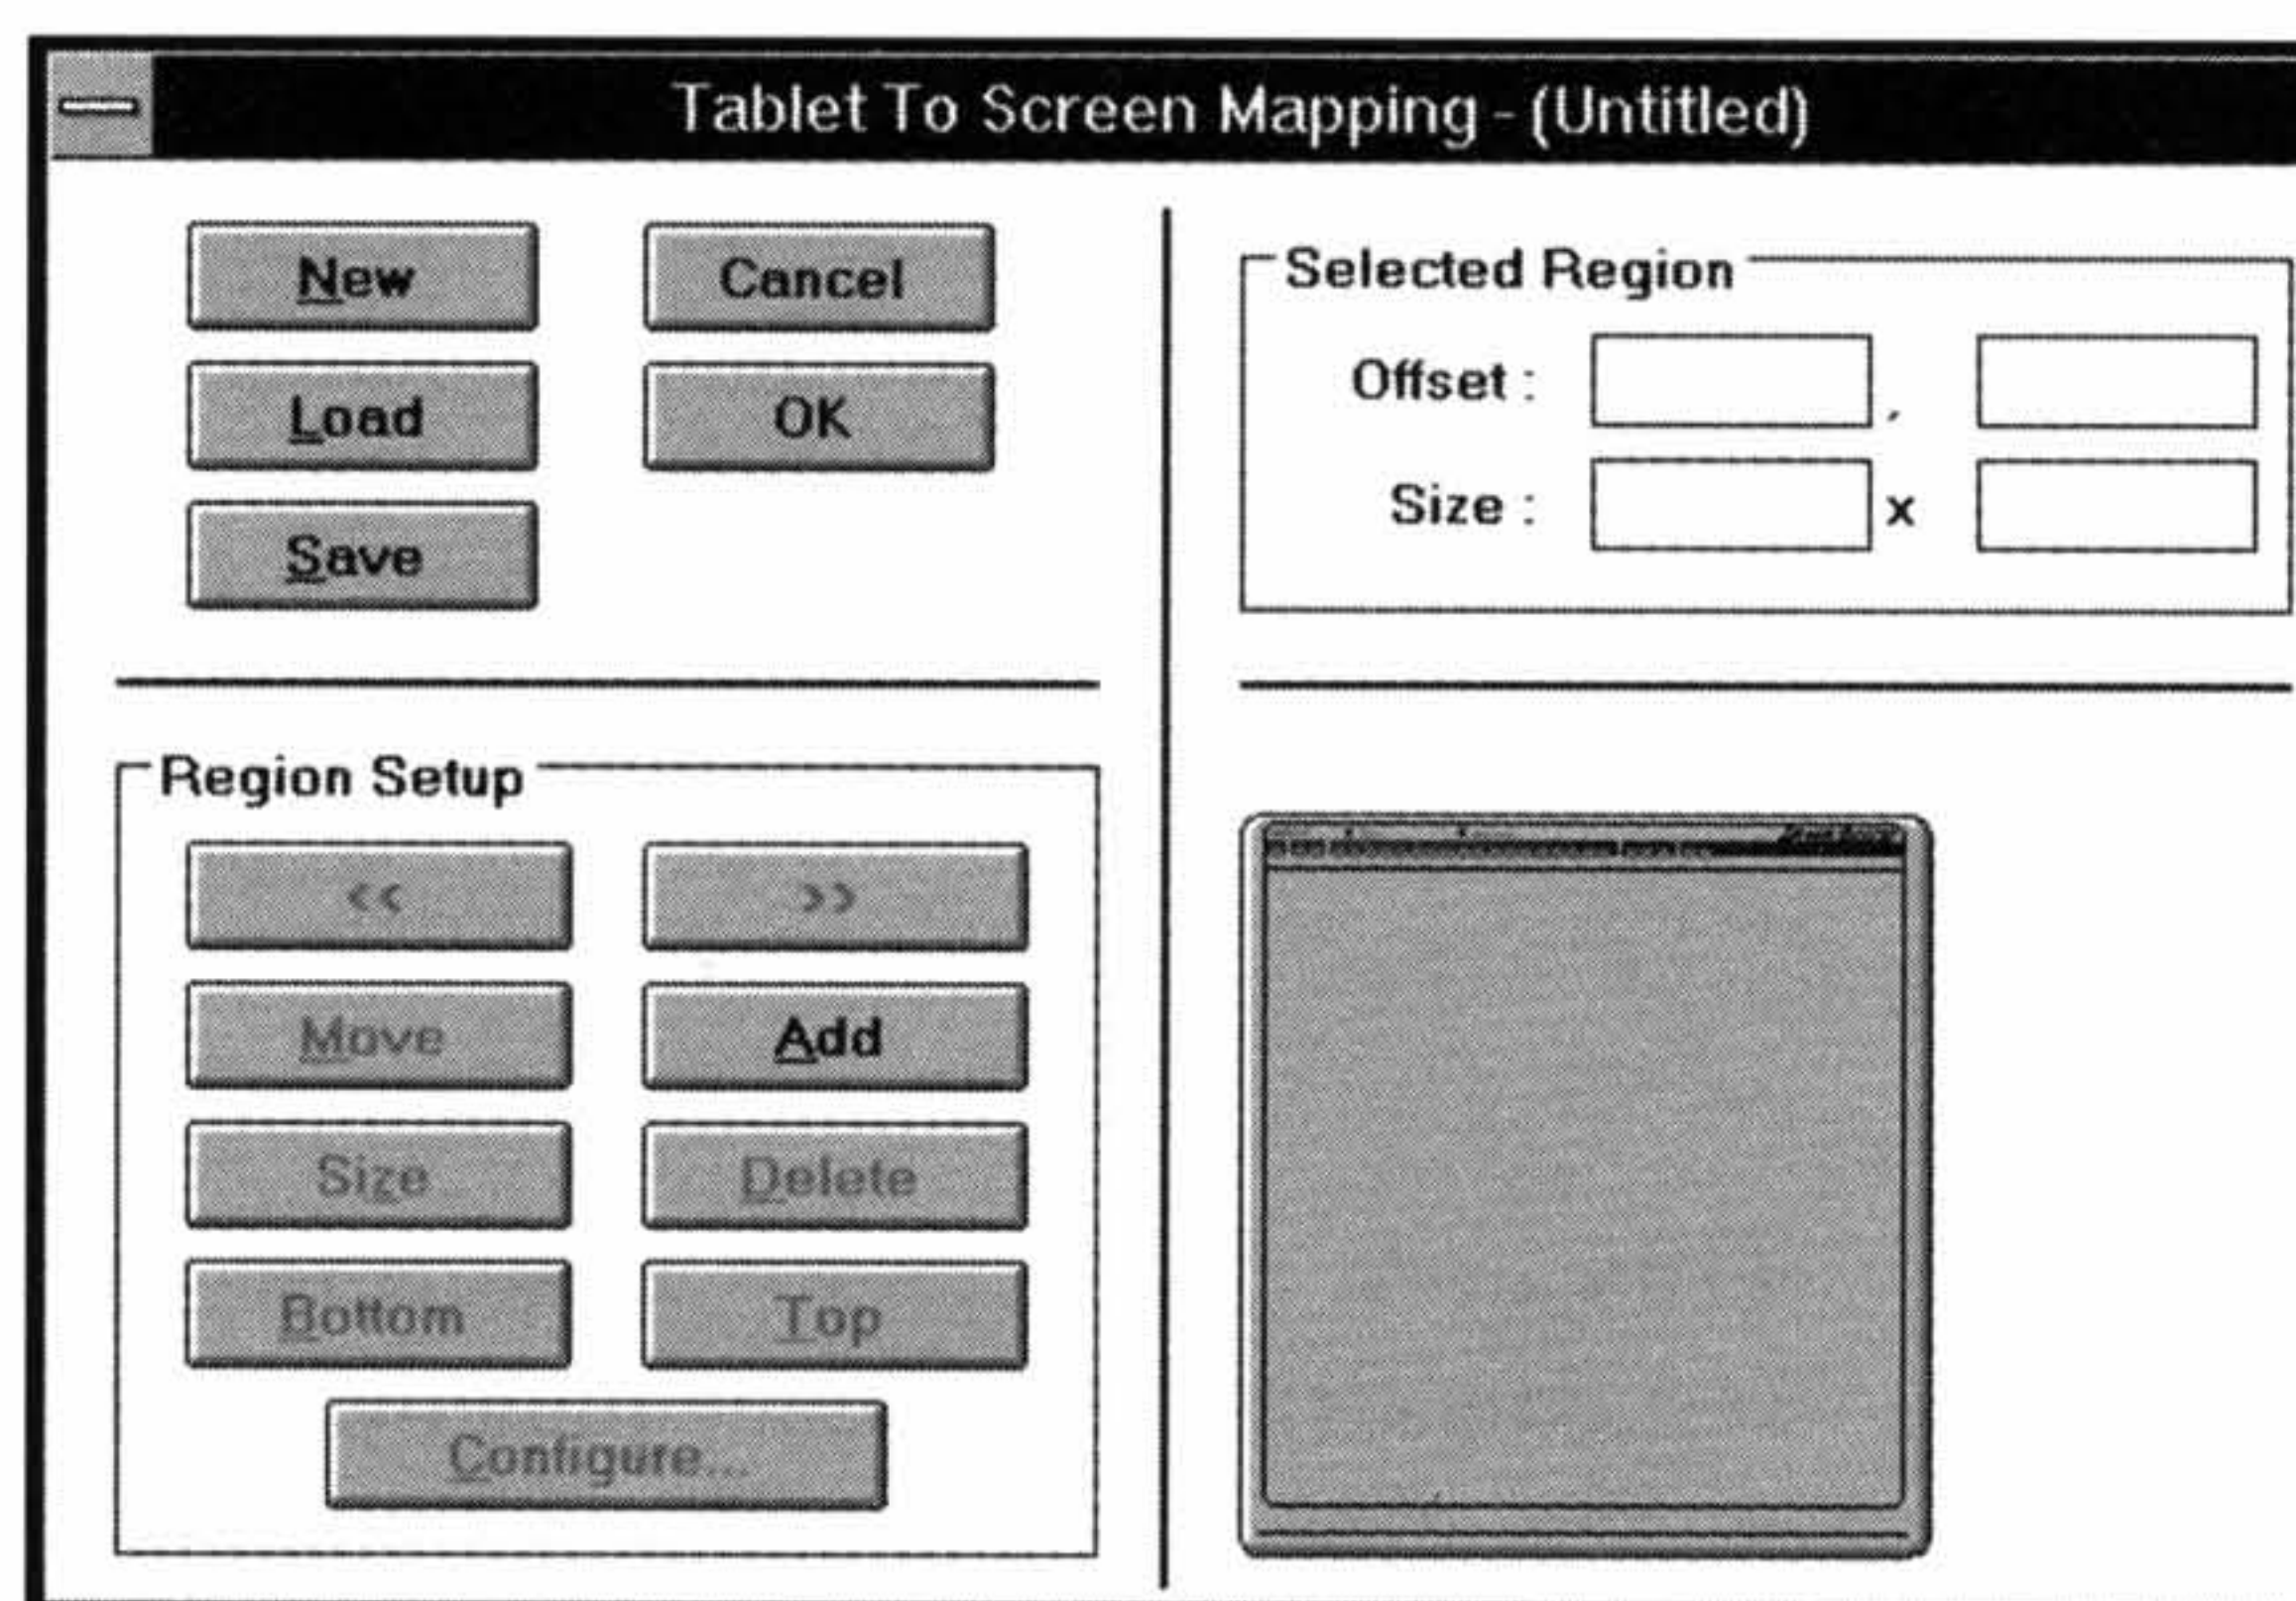 Tablet To Screen Mapping - (Untitled)
New
Cancel
Load
OK
Save
Selected Region
Offset : ,
Size : x
Region Setup
<< >>
Move
Add
Size
Delete
Bottom
Top
Configure...